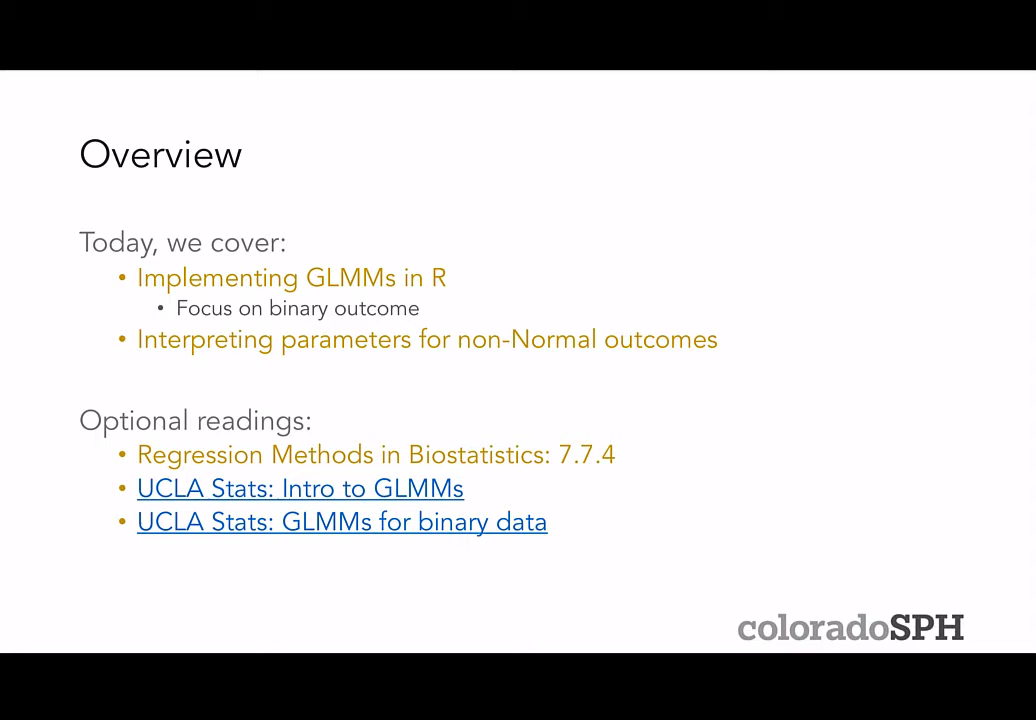 Overview
Today, we cover:
• Implementing GLMMs in R
• Focus on binary outcome
• Interpreting parameters for non-Normal outcomes
Optional readings:
• Regression Methods in Biostatistics: 7.7.4
• UCLA Stats: Intro to GLMMs
• UCLA Stats: GLMMs for binary data
coloradoSPH